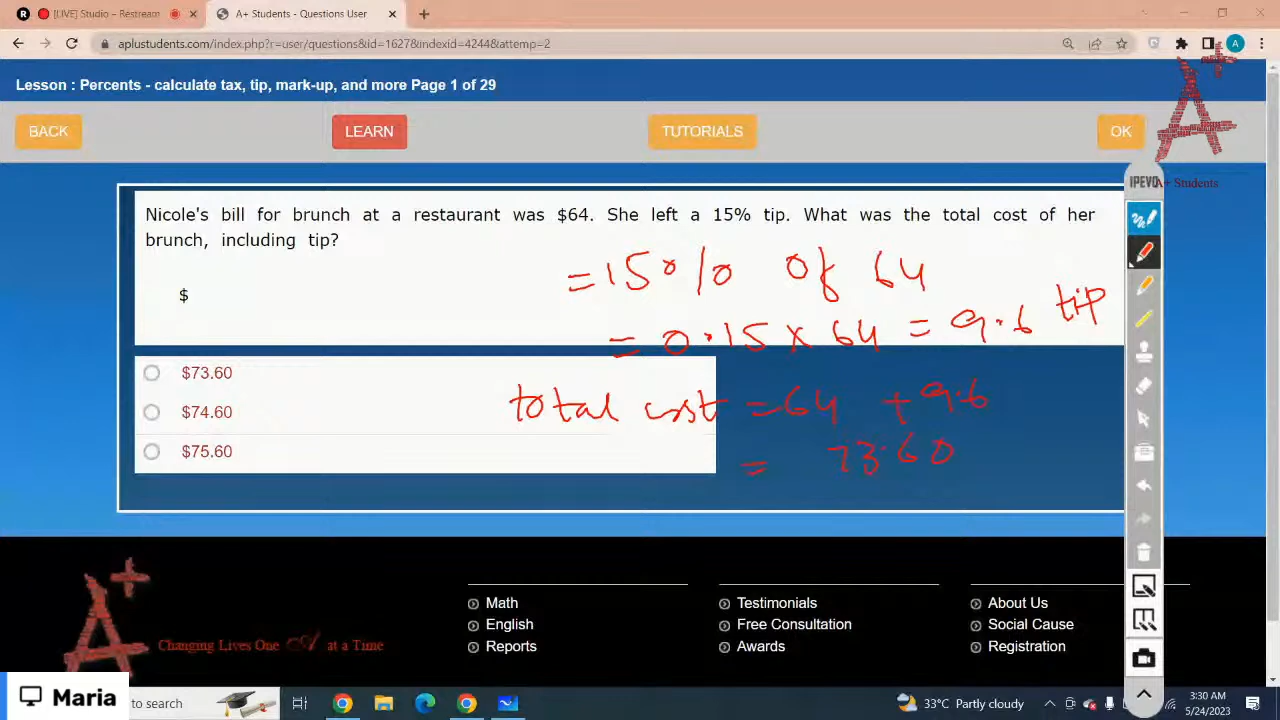 [LIVE] Studio – Restream
A+ Students - Questions User
aplustudents.com/index.php?r=user/questions&id=1627&indexid=4244&attemp=2
A
Lesson : Percents - calculate tax, tip, mark-up, and more Page 1 of 29
BACK
LEARN
TUTORIALS
OK
IPEVO
A+ Students
Nicole's bill for brunch at a restaurant was $64. She left a 15% tip. What was the total cost of her
brunch, including tip?
$
= 15% of 64
= 0.15 x 64 = 9.6 tip
$73.60
$74.60
$75.60
total cost = 64 + 9.6
= 73.60
A+
Changing Lives One A at a Time
Math
English
Reports
Testimonials
Free Consultation
Awards
About Us
Social Cause
Registration
Maria
to search
33°C Partly cloudy
3:30 AM
5/24/2023